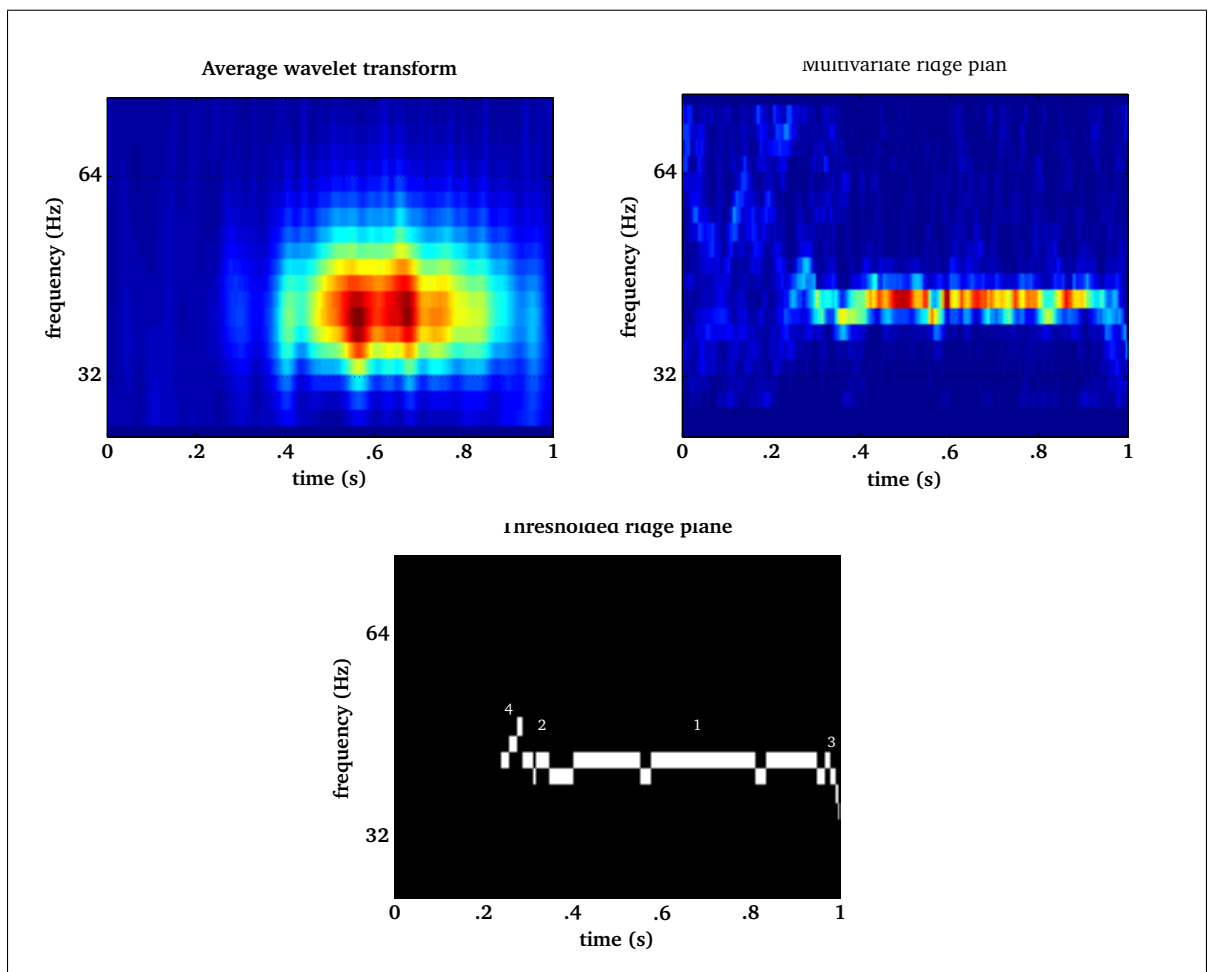 Average wavelet transform
frequency (Hz)
64
32
0 .2 .4 .6 .8 1
time (s)
Multivariate ridge plan
frequency (Hz)
64
32
0 .2 .4 .6 .8 1
time (s)
Thresholded ridge plane
frequency (Hz)
64
32
4 2 1 3
0 .2 .4 .6 .8 1
time (s)